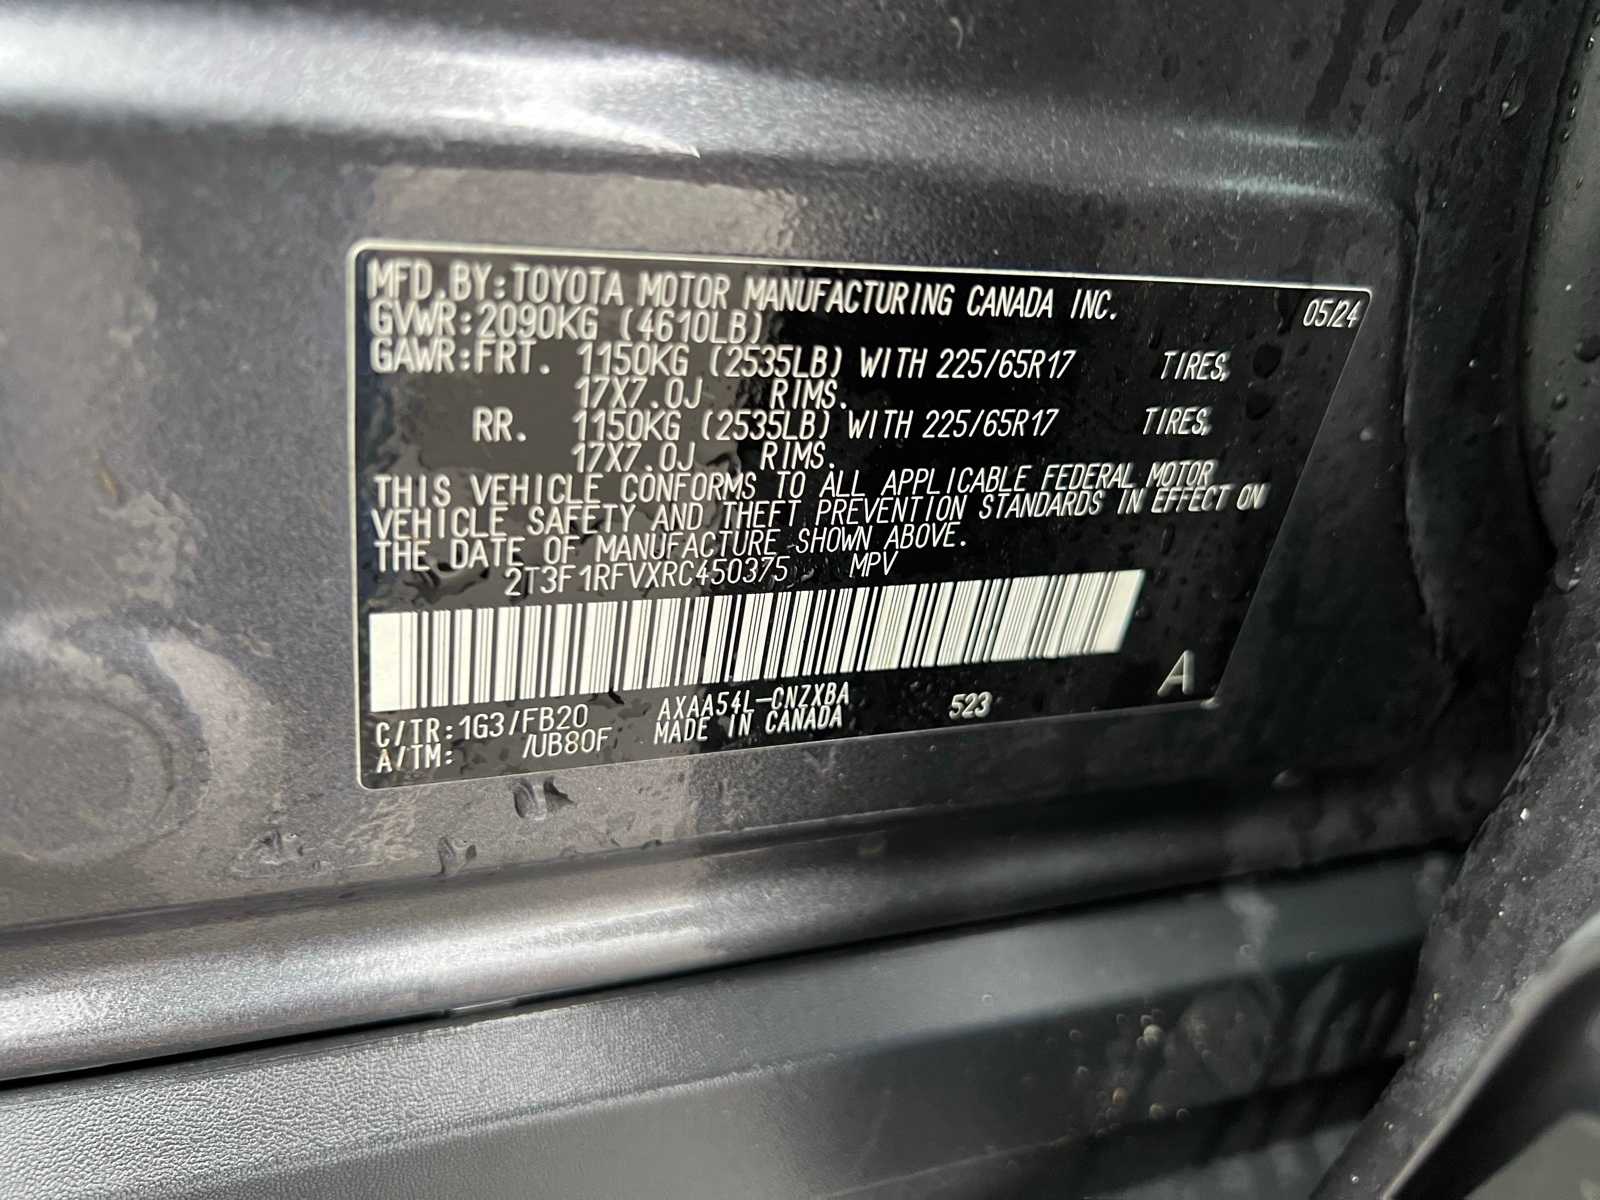 MFD.BY:TOYOTA MOTOR MANUFACTURING CANADA INC. 05/24
GVWR:2090KG (4610LB)
GAWR:FRT. 1150KG (2535LB) WITH 225/65R17 TIRES,
17X7.0J RIMS.
RR. 1150KG (2535LB) WITH 225/65R17 TIRES,
17X7.0J RIMS.
THIS VEHICLE CONFORMS TO ALL APPLICABLE FEDERAL MOTOR
VEHICLE SAFETY AND THEFT PREVENTION STANDARDS IN EFFECT ON
THE DATE OF MANUFACTURE SHOWN ABOVE.
2T3F1RFVXRC450375 MPV
C/TR:1G3/FB20 AXAA54L-CNZXBA 523 A
A/TM: /UB80F MADE IN CANADA